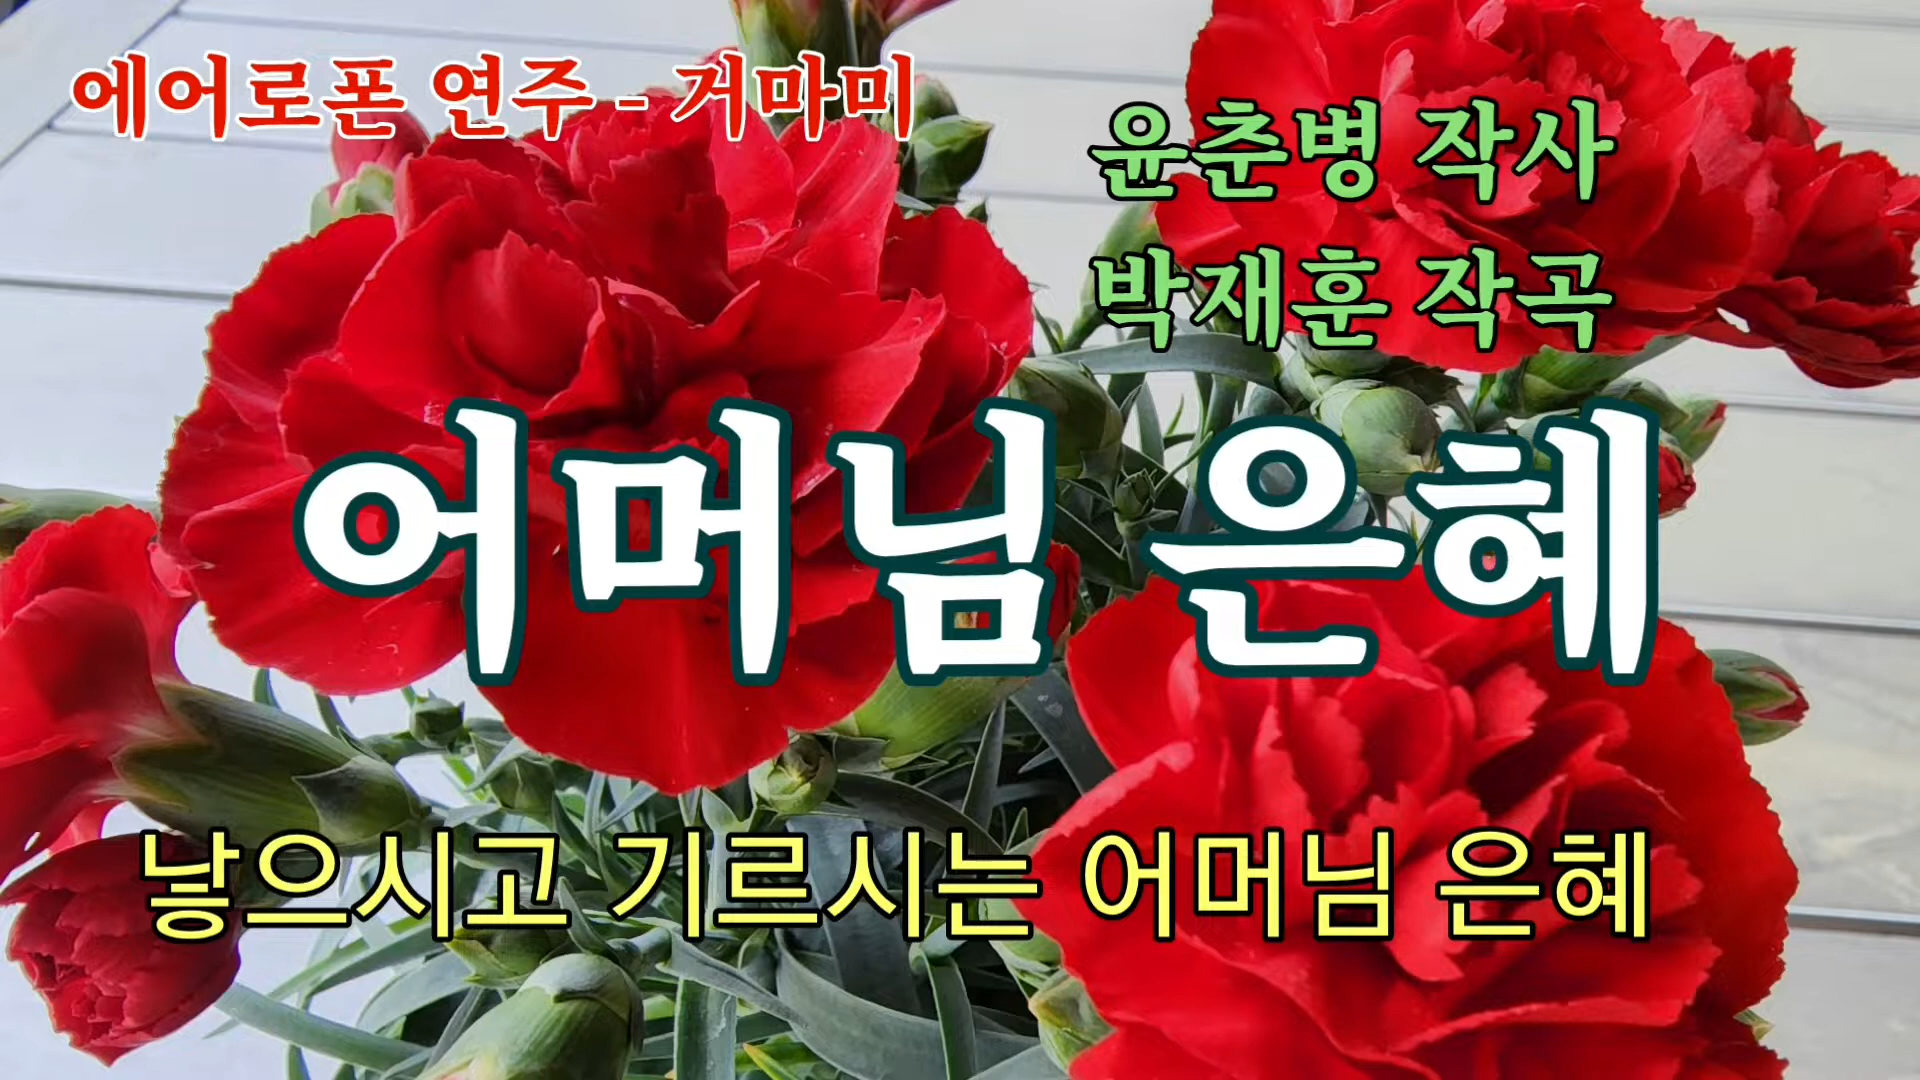 에어로폰 연주 - 거마미
윤춘병 작사
박재훈 작곡
어머님 은혜
낳으시고 기르시는 어머님 은혜